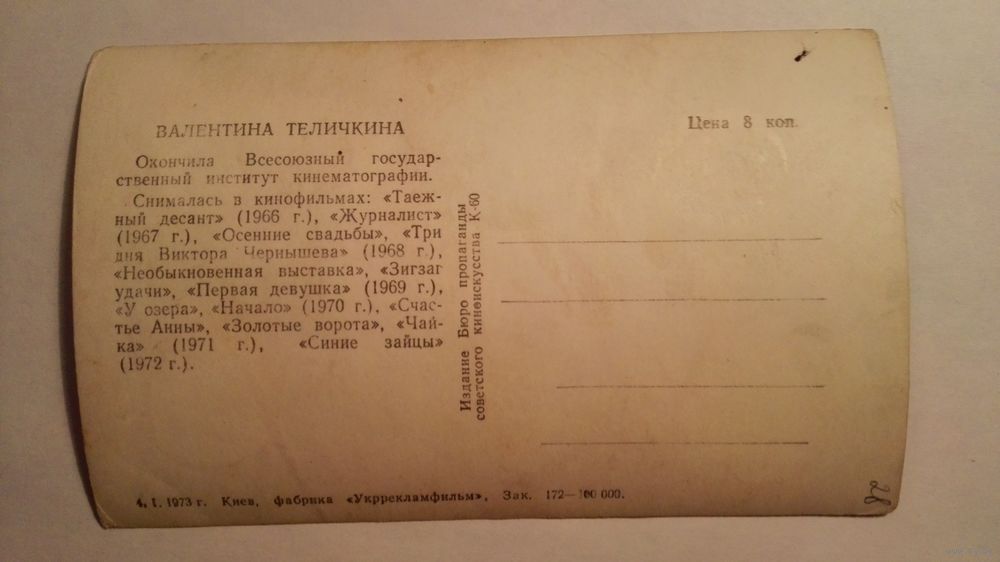 ВАЛЕНТИНА ТЕЛИЧКИНА
Окончила Всесоюзный государ-
ственный институт кинематографии.
Снималась в кинофильмах: «Таеж-
ный десант» (1966 г.), «Журналист»
(1967 г.), «Осенние свадьбы», «Три
дня Виктора Чернышева» (1968 г.),
«Необыкновенная выставка», «Зигзаг
удачи», «Первая девушка» (1969 г.),
«У озера», «Начало» (1970 г.), «Счас-
тье Анны», «Золотые ворота», «Чай-
ка» (1971 г.), «Синие зайцы»
(1972 г.).
Издание Бюро пропаганды
советского киноискусства К-60
Цена 8 коп.
4. I. 1973 г. Киев, фабрика «Укррекламфильм», Зак. 172—100 000.
28